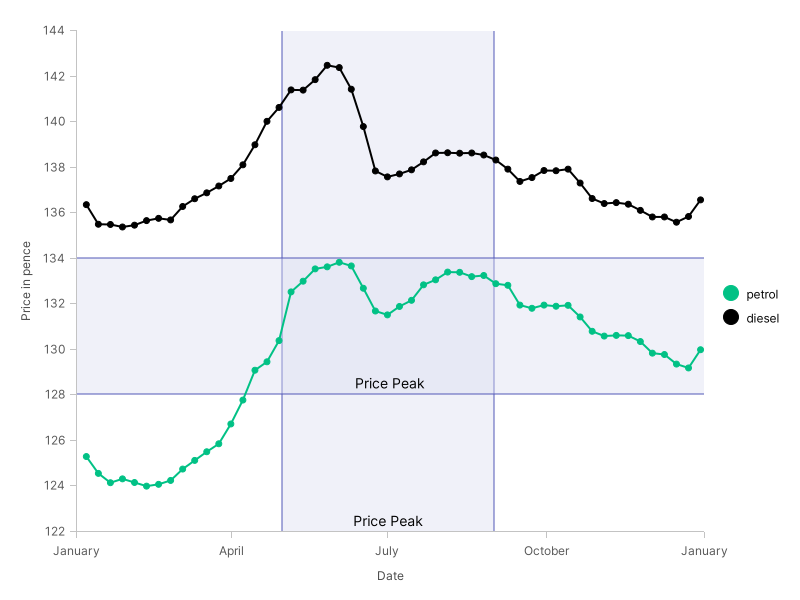 144
142
140
138
136
134
132
130
128
126
124
122
Price in pence
January
April
July
October
January
Date
Price Peak
Price Peak
petrol
diesel